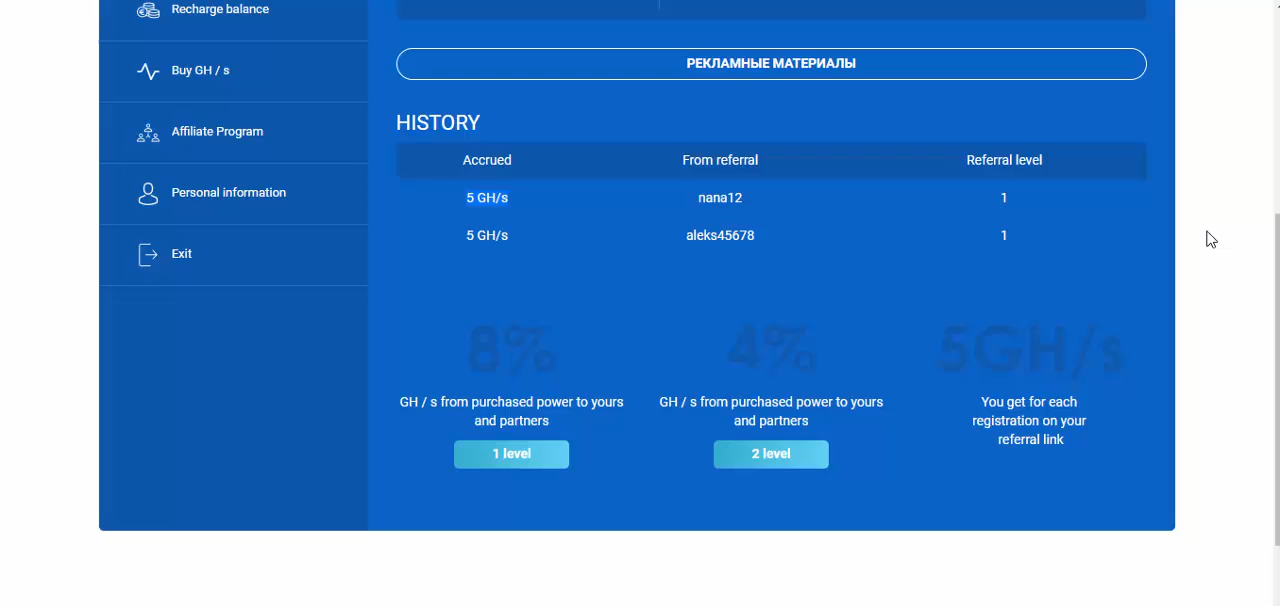 Recharge balance
Buy GH / s
Affiliate Program
Personal information
Exit
РЕКЛАМНЫЕ МАТЕРИАЛЫ
HISTORY
Accrued From referral Referral level
5 GH/s nana12 1
5 GH/s aleks45678 1
8% 4% 5GH/s
GH / s from purchased power to yours
and partners
1 level
GH / s from purchased power to yours
and partners
2 level
You get for each
registration on your
referral link